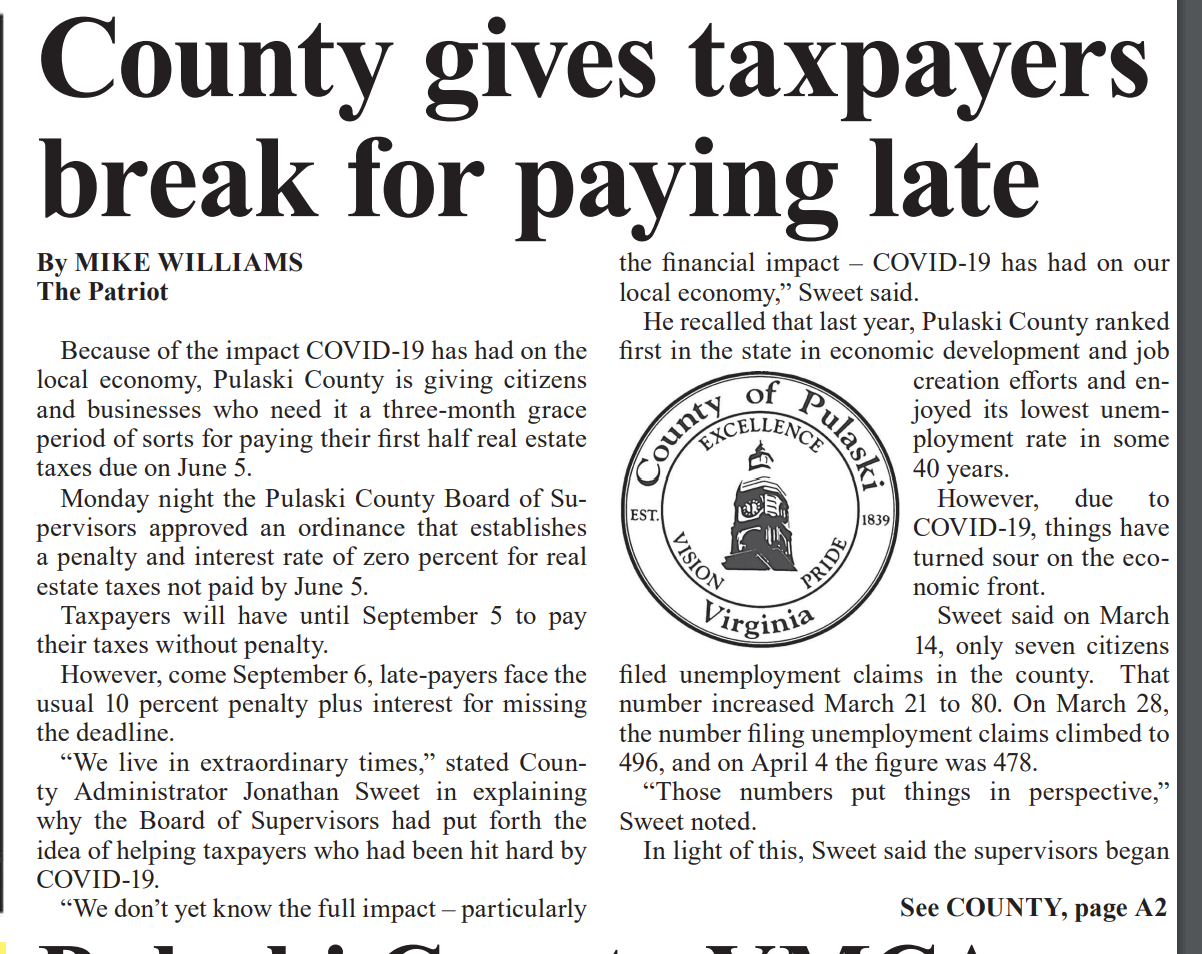 County gives taxpayers
break for paying late
By MIKE WILLIAMS
The Patriot
Because of the impact COVID-19 has had on the
local economy, Pulaski County is giving citizens
and businesses who need it a three-month grace
period of sorts for paying their first half real estate
taxes due on June 5.
Monday night the Pulaski County Board of Su-
pervisors approved an ordinance that establishes
a penalty and interest rate of zero percent for real
estate taxes not paid by June 5.
Taxpayers will have until September 5 to pay
their taxes without penalty.
However, come September 6, late-payers face the
usual 10 percent penalty plus interest for missing
the deadline.
“We live in extraordinary times,” stated Coun-
ty Administrator Jonathan Sweet in explaining
why the Board of Supervisors had put forth the
idea of helping taxpayers who had been hit hard by
COVID-19.
“We don’t yet know the full impact – particularly
the financial impact – COVID-19 has had on our
local economy,” Sweet said.
He recalled that last year, Pulaski County ranked
first in the state in economic development and job
creation efforts and en-
joyed its lowest unem-
ployment rate in some
40 years.
However, due to
COVID-19, things have
turned sour on the eco-
nomic front.
Sweet said on March
14, only seven citizens
filed unemployment claims in the county. That
number increased March 21 to 80. On March 28,
the number filing unemployment claims climbed to
496, and on April 4 the figure was 478.
“Those numbers put things in perspective,”
Sweet noted.
In light of this, Sweet said the supervisors began
See COUNTY, page A2
County of Pulaski
EXCELLENCE
EST.
1839
VISION
PRIDE
Virginia